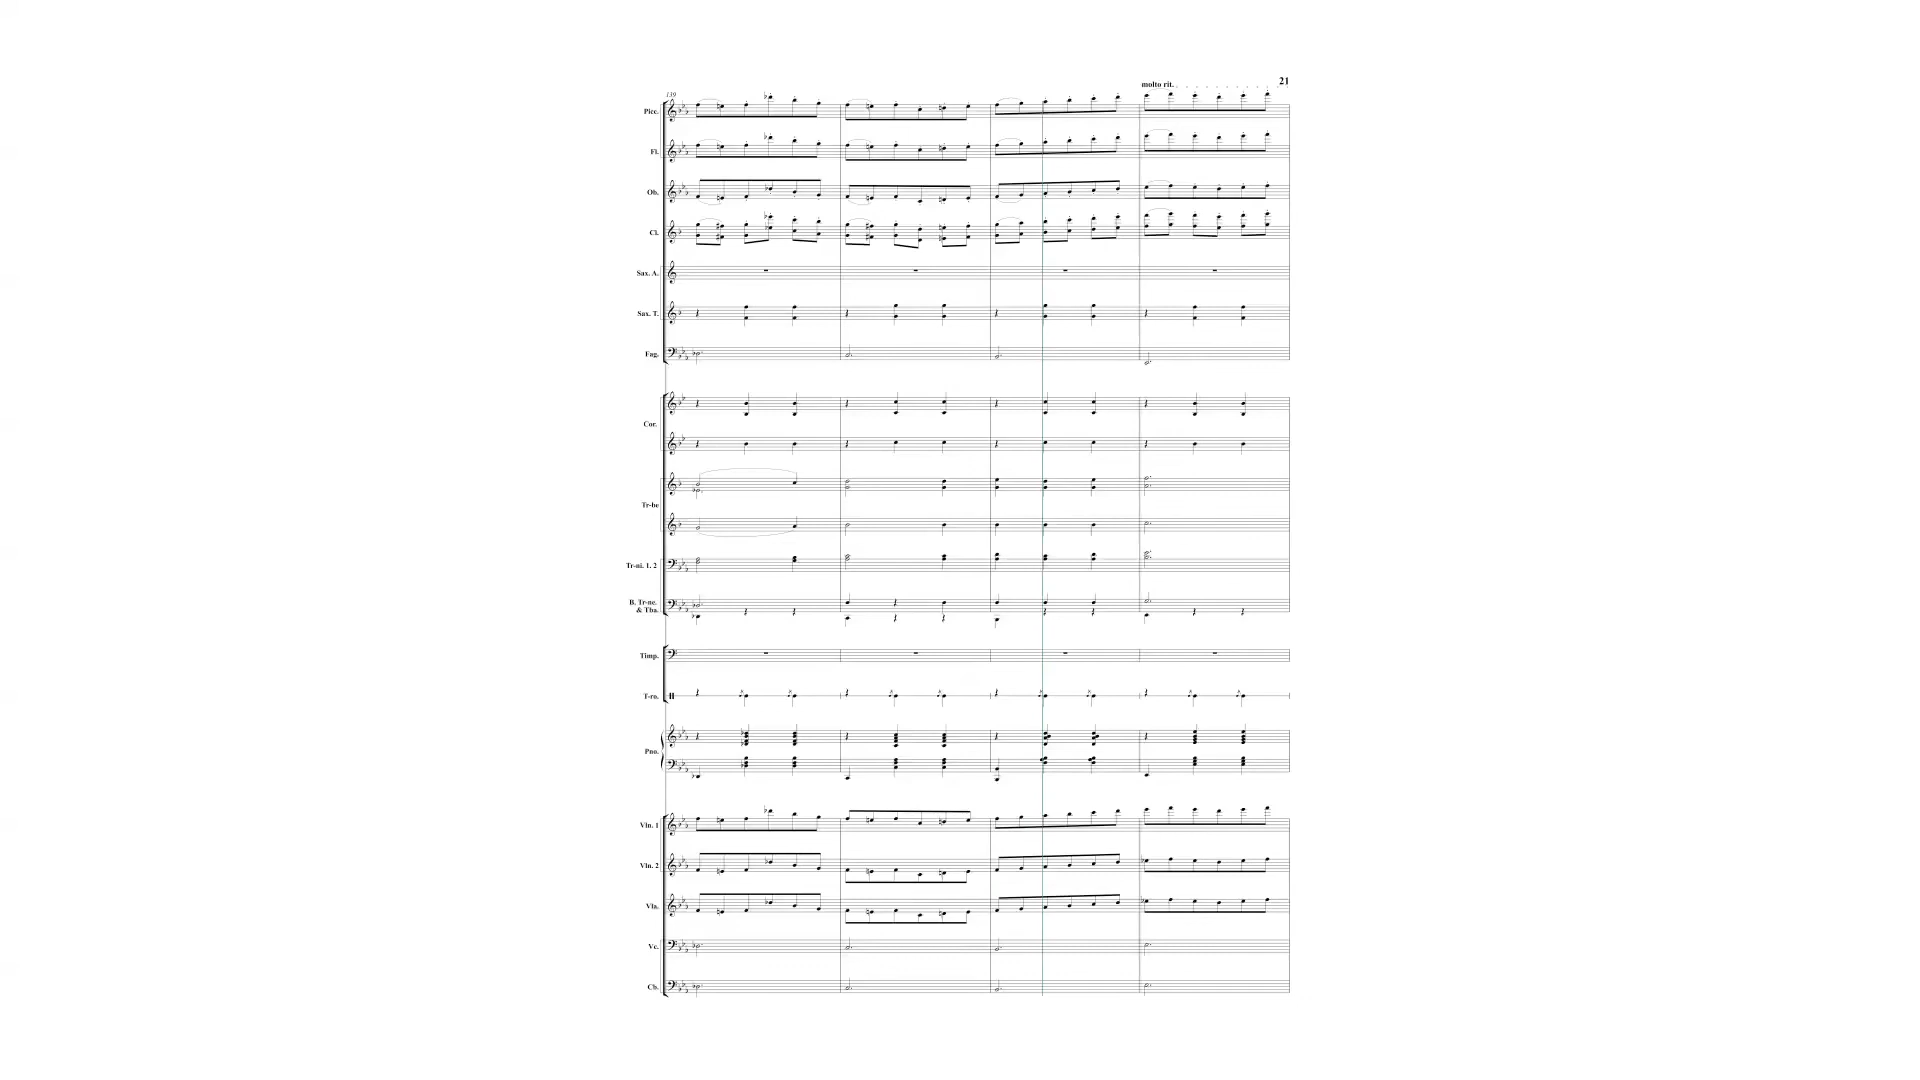 21
molto rit.
139
Picc.
Fl.
Ob.
Cl.
Sax. A.
Sax. T.
Fag.
Cor.
Tr-be
Tr-ni. 1. 2
B. Tr-ne.
& Tba.
Timp.
T-ro.
Pno.
Vln. 1
Vln. 2
Vla.
Vc.
Cb.